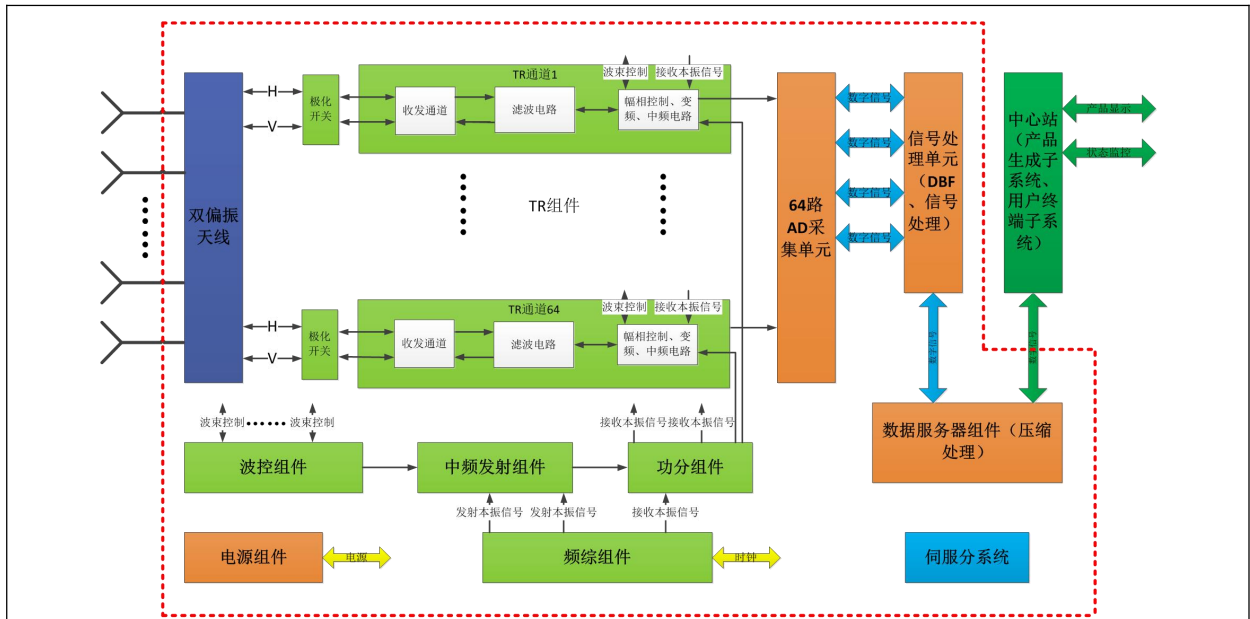 TR通道1
波束控制
接收本振信号
H
V
极化
开关
收发通道
滤波电路
幅相控制、变
频、中频电路
双偏振
天线
TR组件
64路
AD采
集单元
数字信号
数字信号
数字信号
数字信号
信号处
理单元
（DBF
、信号
处理）
中心站
（产品
生成子
系统、
用户终
端子系
统）
产品显示
状态监控
TR通道64
波束控制
接收本振信号
H
V
极化
开关
收发通道
滤波电路
幅相控制、变
频、中频电路
数字信号
数字信号
波束控制
波束控制
接收本振信号
接收本振信号
波控组件
中频发射组件
功分组件
数据服务器组件（压缩
处理）
发射本振信号
发射本振信号
接收本振信号
电源组件
电源
频综组件
时钟
伺服分系统